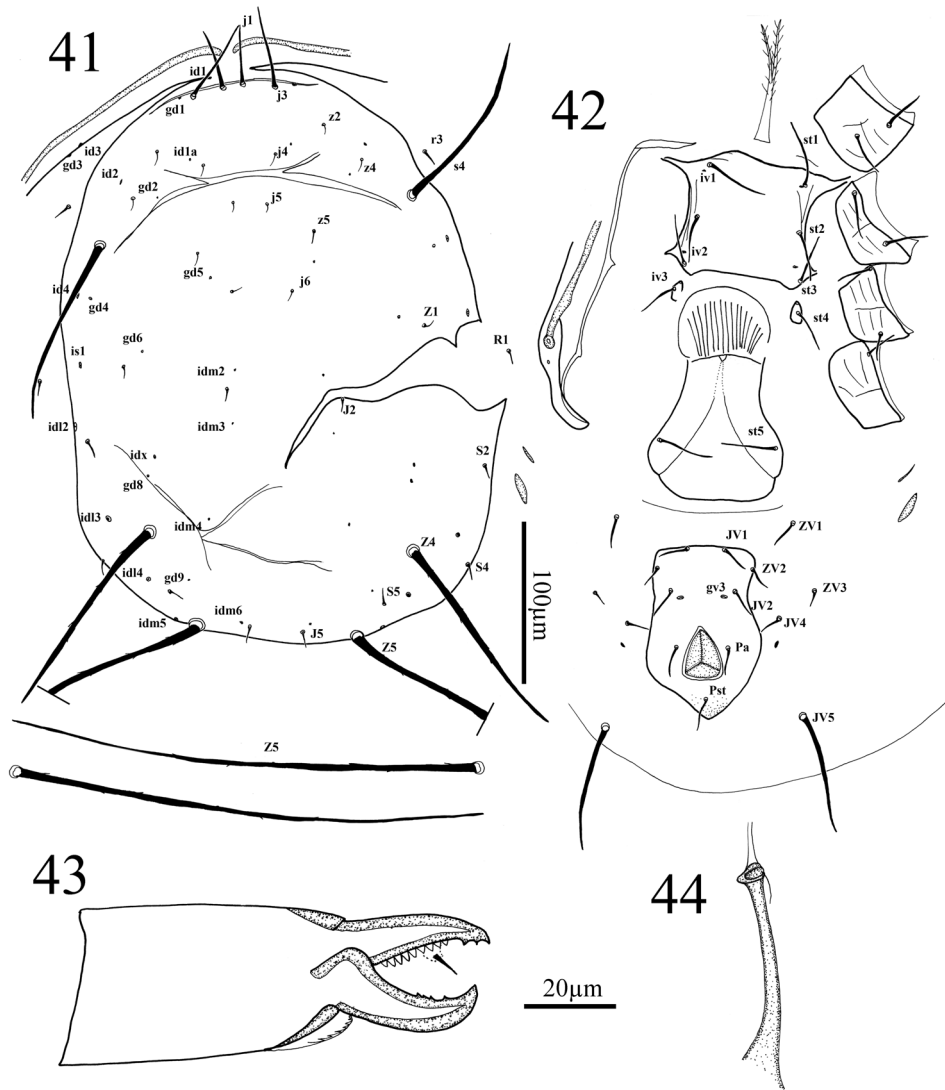 41
j1
id1
j3
gd1
z2
r3
id3
gd3
id1a
j4
z4
s4
id2
gd2
j5
z5
gd5
j6
id4
gd4
Z1
gd6
R1
is1
idm2
J2
idl2
idm3
idx
S2
gd8
idl3
idm4
Z4
idl4
gd9
S4
S5
idm6
idm5
J5
Z5
Z5
100µm
42
st1
iv1
st2
iv2
iv3
st3
st4
st5
ZV1
JV1
ZV2
gv3
ZV3
JV2
JV4
Pa
Pst
JV5
43
20µm
44